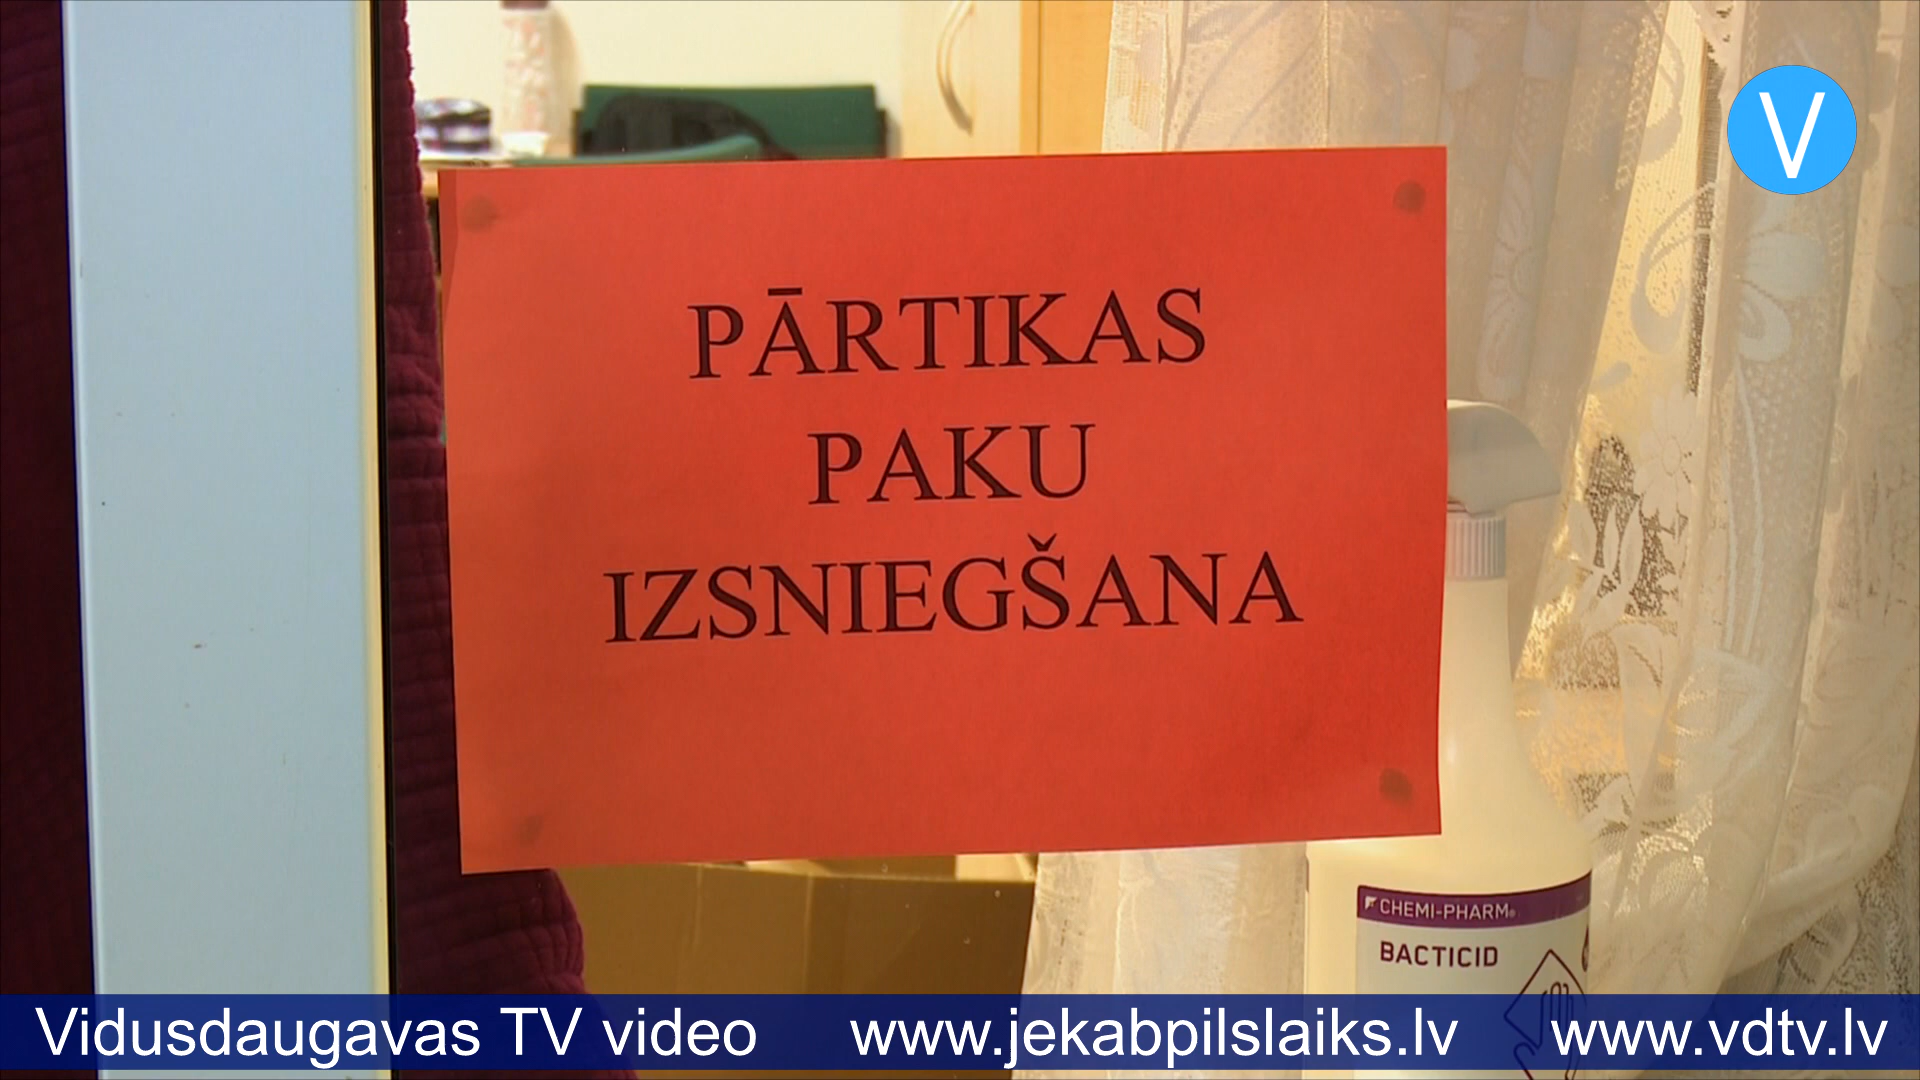 V
PĀRTIKAS
PAKU
IZSNIEGŠANA
CHEMI-PHARM®
BACTICID
Vidusdaugavas TV video www.jekabpilslaiks.lv www.vdtv.lv